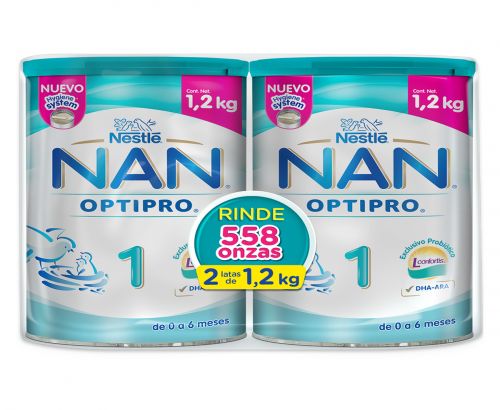 NUEVO
Hygiene
system
Cont. Net.
1,2 kg
Nestlé
NAN
OPTIPRO
1
Exclusivo
de 0 a 6 meses
NUEVO
Hygiene
system
Cont. Net.
1,2 kg
Nestlé
NAN
OPTIPRO
1
Exclusivo Probiótico
L.confortis
DHA-ARA
de 0 a 6 meses
RINDE
558
onzas
2 latas de 1,2 kg